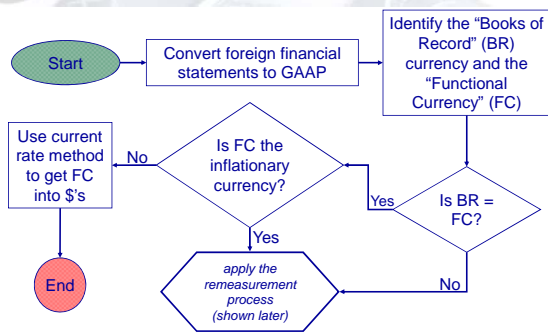 Start
Convert foreign financial
statements to GAAP
Identify the “Books of
Record” (BR)
currency and the
“Functional
Currency” (FC)
Is BR =
FC?
Yes
No
Is FC the
inflationary
currency?
No
Yes
Use current
rate method
to get FC
into $’s
End
apply the
remeasurement
process
(shown later)